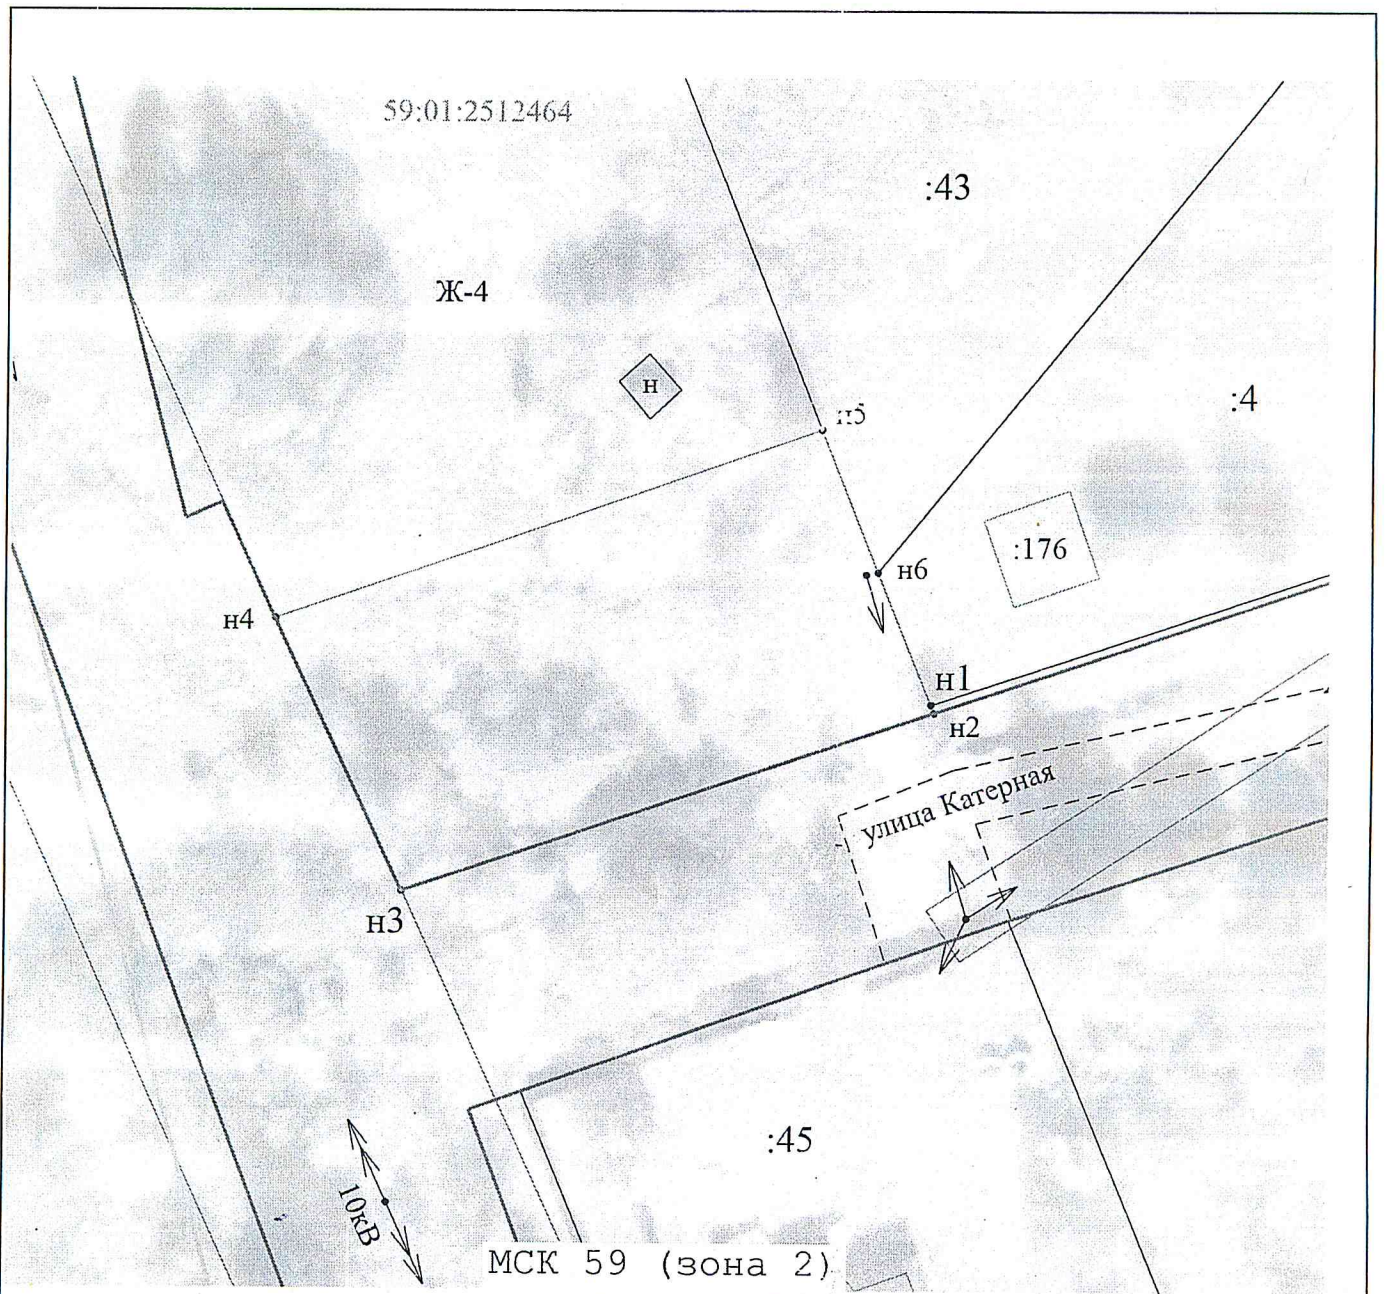 59:01:2512464
:43
Ж-4
н
:4
н5
:176
н6
н4
н1
н2
улица Катерная
н3
:45
10кВ
МСК 59 (зона 2)